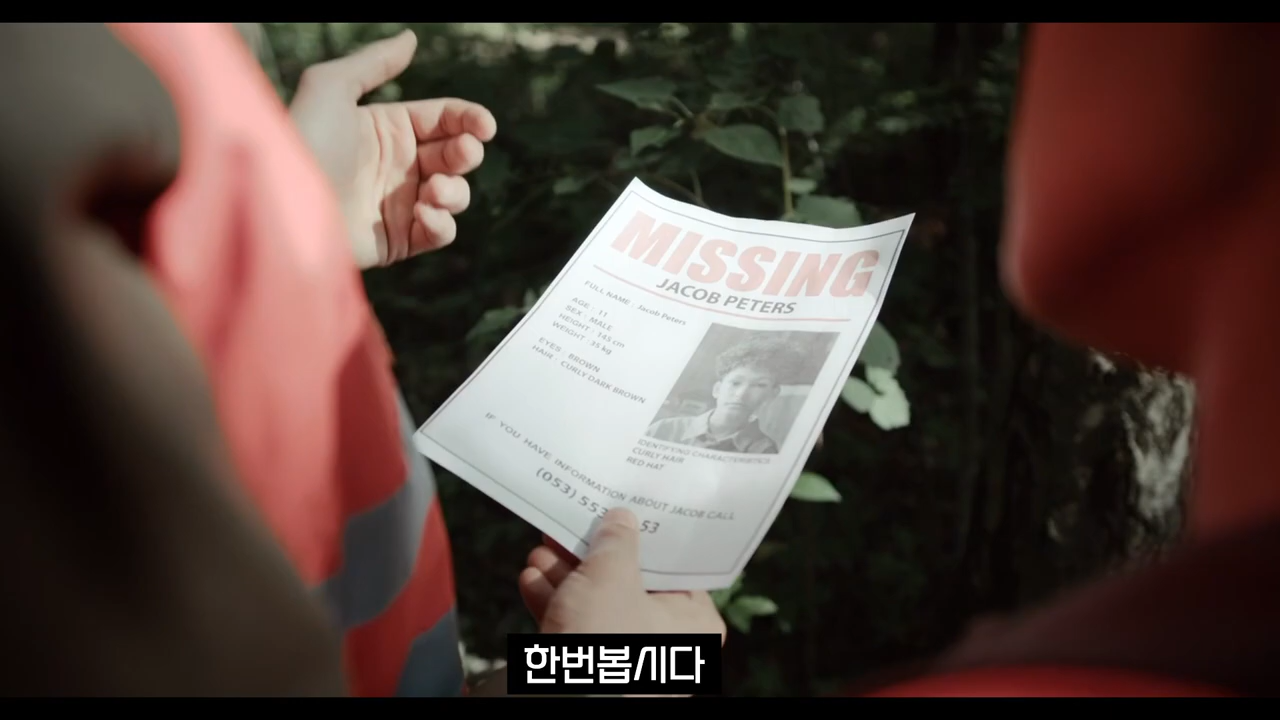 MISSING
JACOB PETERS
FULL NAME : Jacob Peters
AGE : 11
SEX : MALE
HEIGHT : 145 cm
WEIGHT : 35 kg
EYES : BROWN
HAIR : CURLY DARK BROWN
IDENTIFYING CHARACTERISTICS
CURLY HAIR
RED HAT
IF YOU HAVE INFORMATION ABOUT JACOB CALL
(053) 553 53
한번봅시다